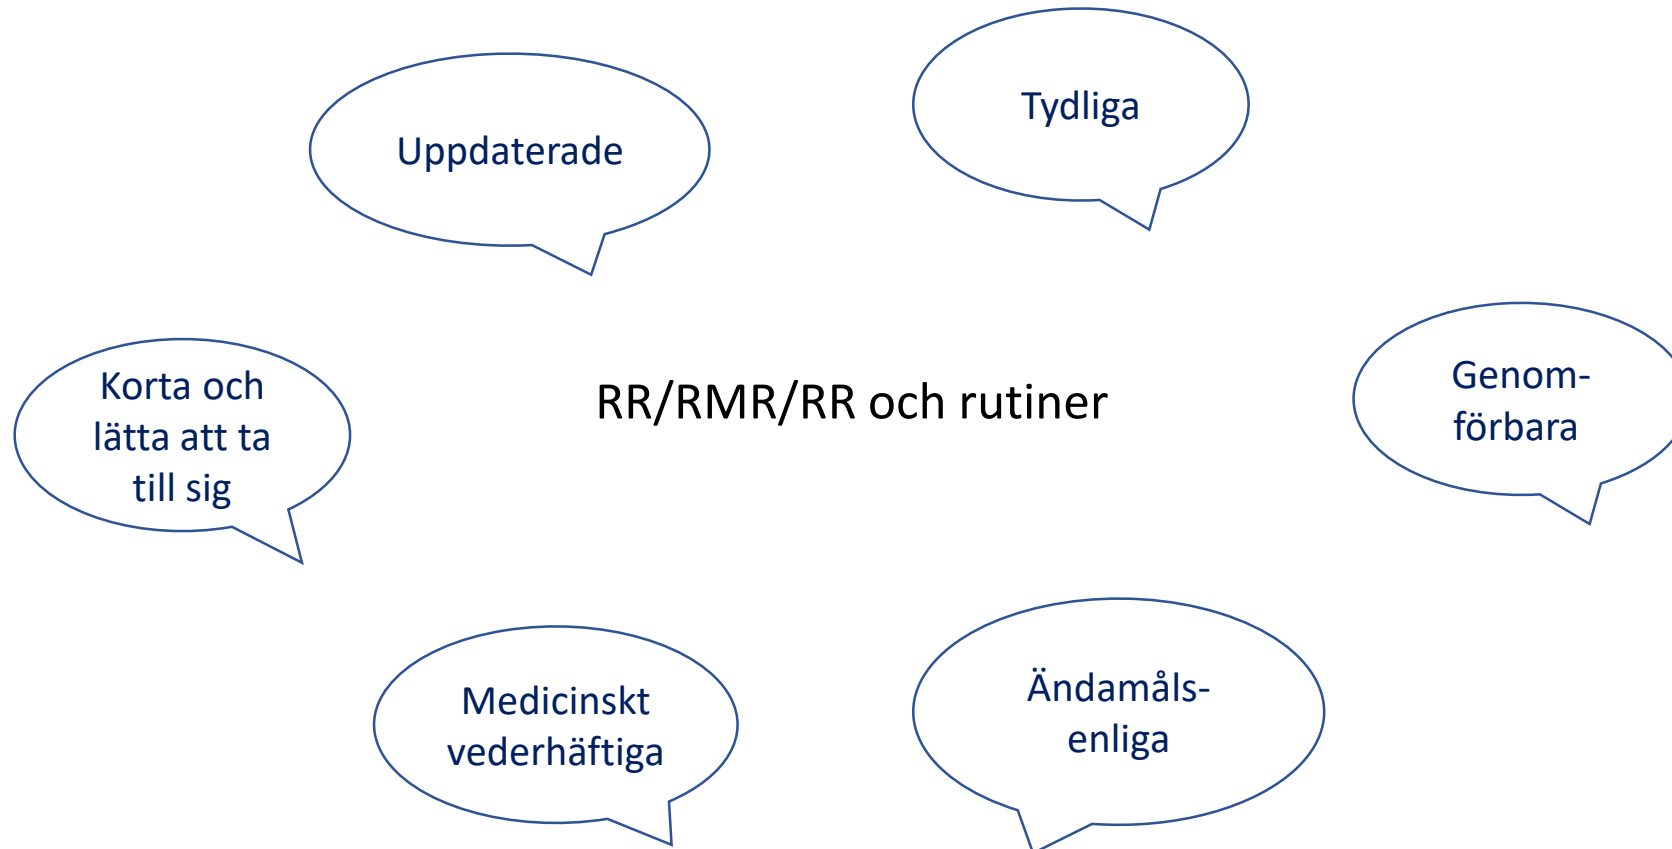 Tydliga
Uppdaterade
Korta och
lätta att ta
till sig
RR/RMR/RR och rutiner
Genom-
förbara
Medicinskt
vederhäftiga
Ändamåls-
enliga